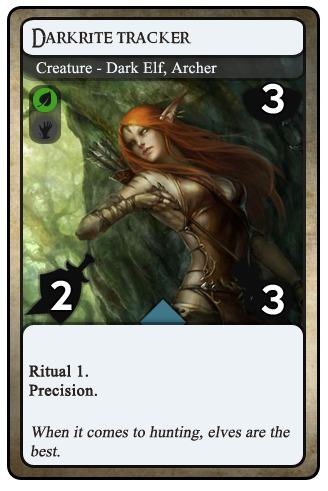 Darkrite tracker
Creature - Dark Elf, Archer
3
2
3
Ritual 1.
Precision.
When it comes to hunting, elves are the
best.